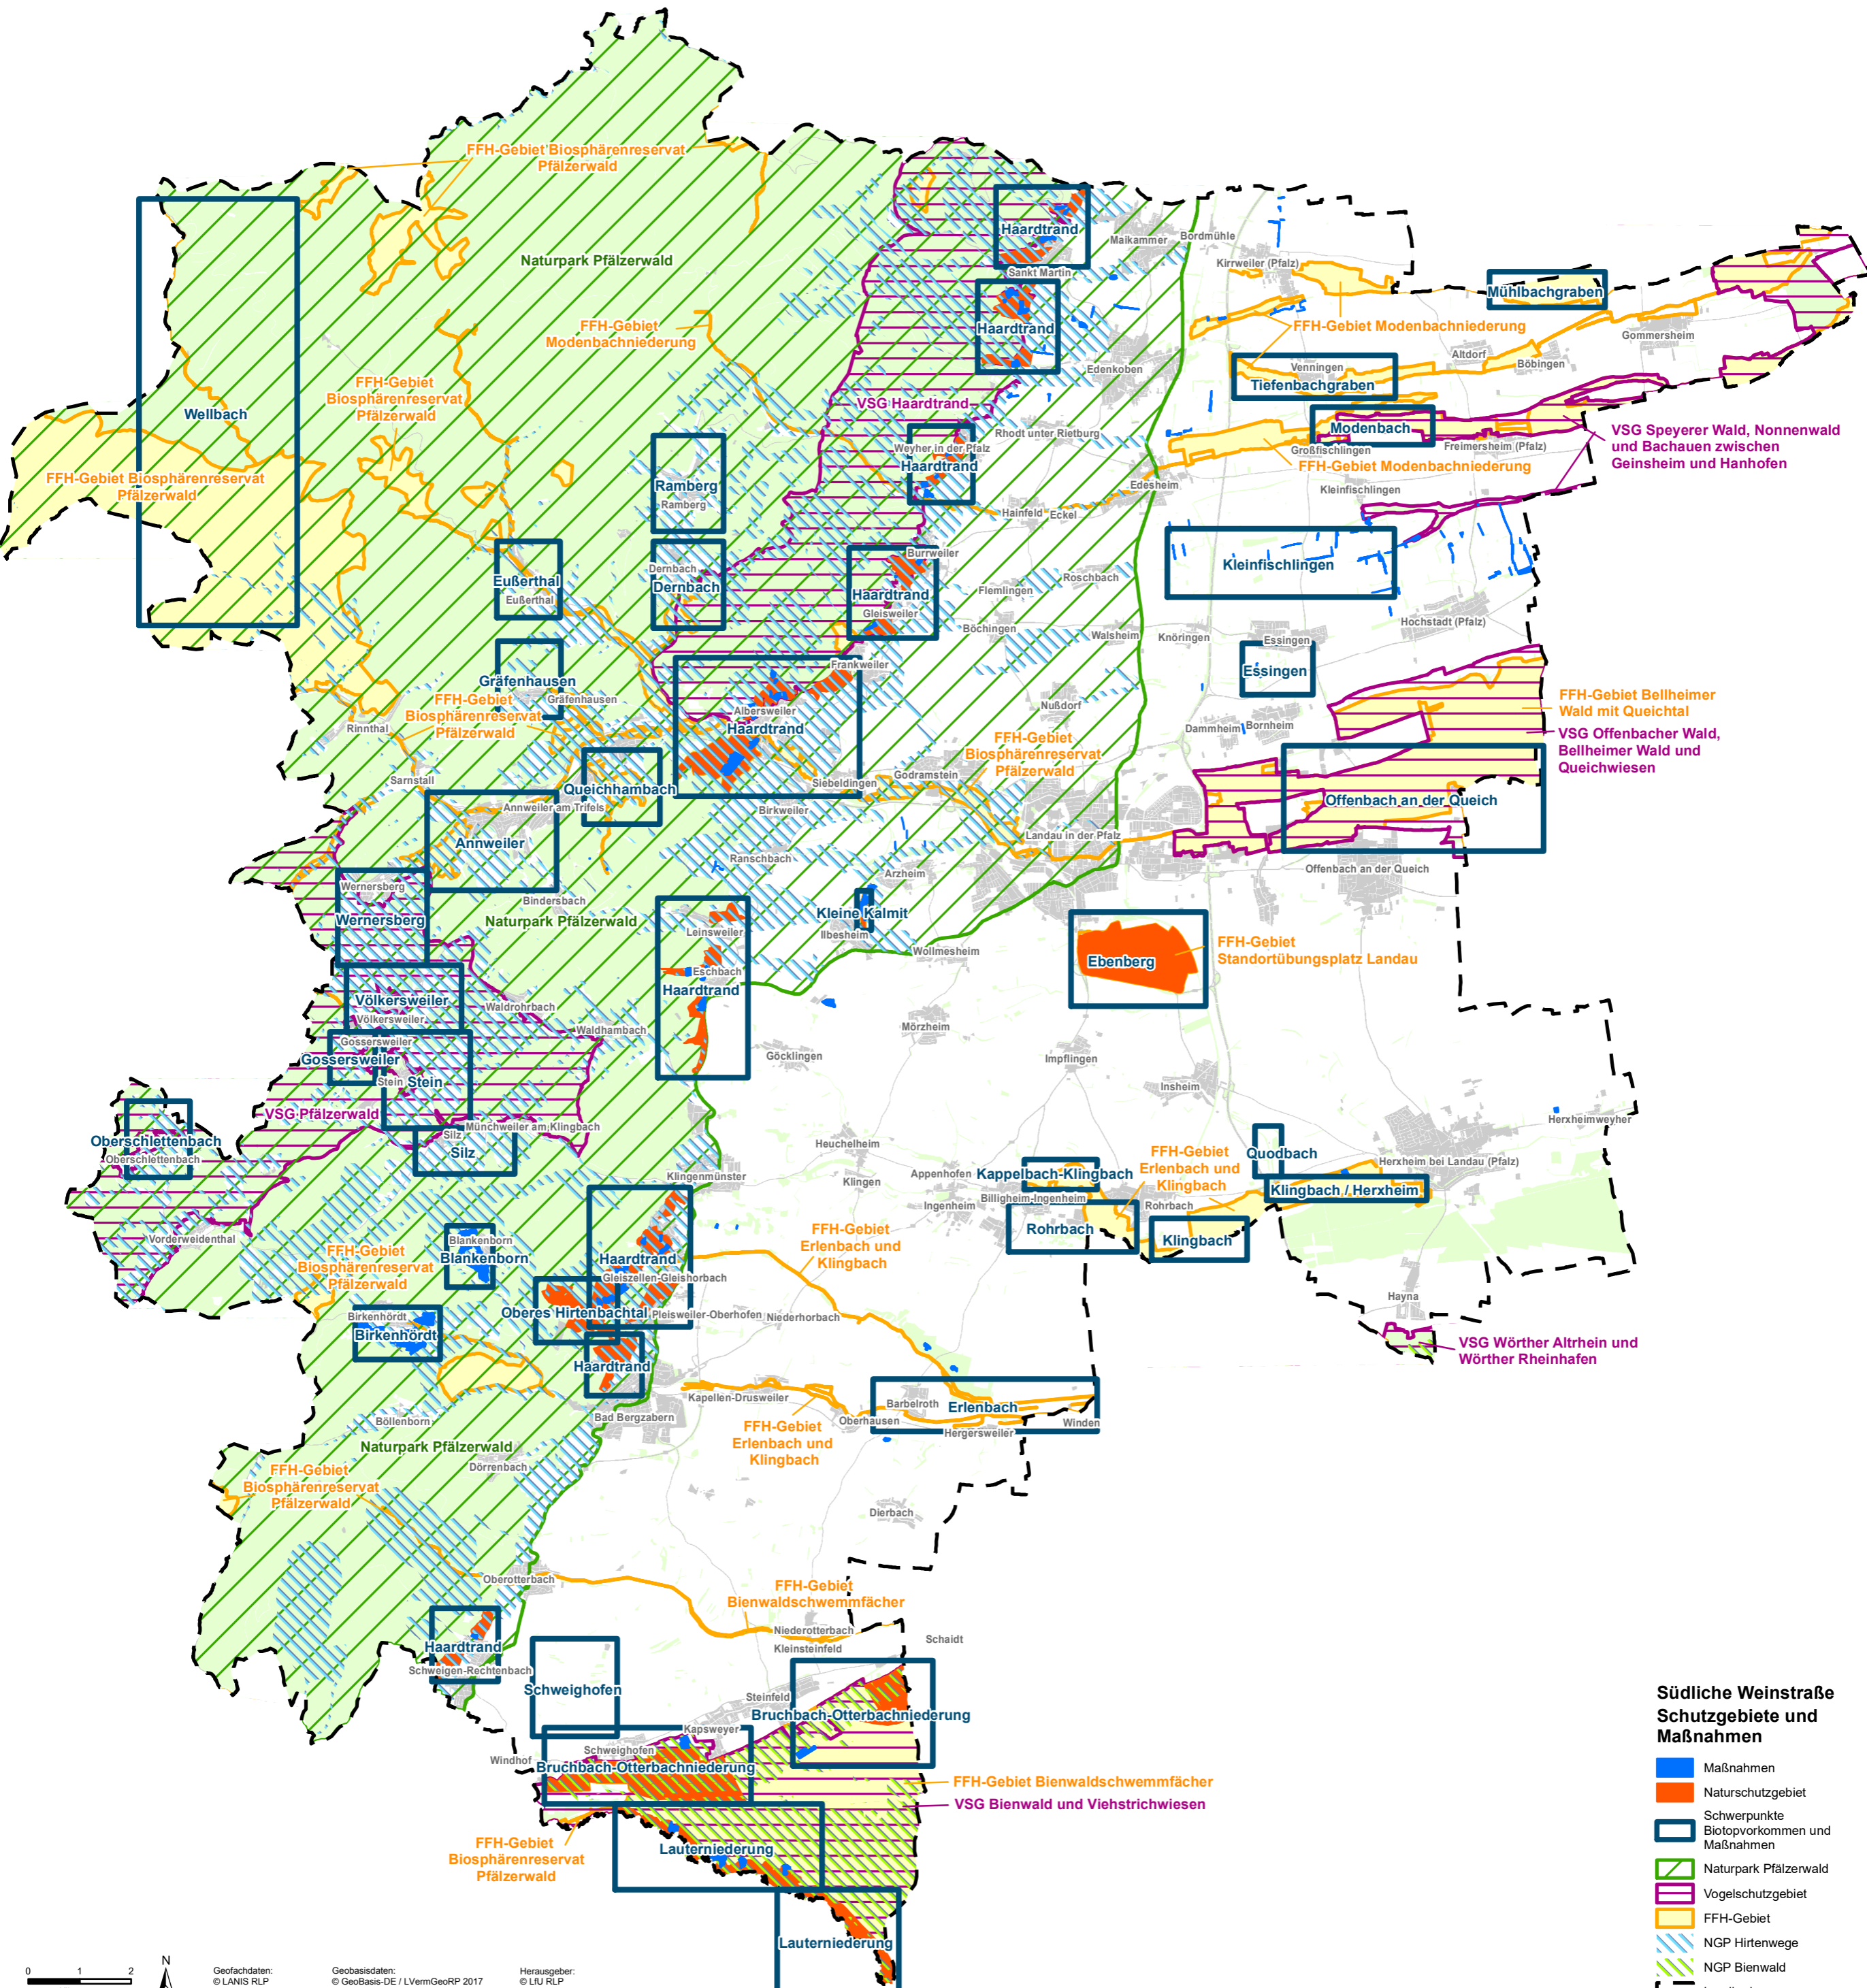 FFH-Gebiet Biosphärenreservat
Pfälzerwald
Naturpark Pfälzerwald
Haardtrand
Maikammer
Bordmühle
Kirrweiler (Pfalz)
Sankt Martin
Mühlbachgraben
FFH-Gebiet
Modenbachniederung
Haardtrand
FFH-Gebiet Modenbachniederung
Gommersheim
Altdorf
Böbingen
Edenkoben
Venningen
Tiefenbachgraben
FFH-Gebiet
Biosphärenreservat
Pfälzerwald
Wellbach
VSG Haardtrand
Modenbach
Rhodt unter Rietburg
Weyher in der Pfalz
Haardtrand
Großfischlingen
Freimersheim (Pfalz)
VSG Speyerer Wald, Nonnenwald
und Bachauen zwischen
Geinsheim und Hanhofen
FFH-Gebiet Modenbachniederung
FFH-Gebiet Biosphärenreservat
Pfälzerwald
Ramberg
Ramberg
Edesheim
Kleinfischlingen
Hainfeld
Eckel
Burrweiler
Kleinfischlingen
Eußerthal
Eußerthal
Dernbach
Dernbach
Haardtrand
Gleisweiler
Flemlingen
Roschbach
Böchingen
Walsheim
Knöringen
Essingen
Hochstadt (Pfalz)
Essingen
Gräfenhausen
Gräfenhausen
Frankweiler
FFH-Gebiet
Biosphärenreservat
Pfälzerwald
Rinnthal
Albersweiler
Haardtrand
Nußdorf
Dammheim
Bornheim
FFH-Gebiet Bellheimer
Wald mit Queichtal
VSG Offenbacher Wald,
Bellheimer Wald und
Queichwiesen
FFH-Gebiet
Biosphärenreservat
Pfälzerwald
Sarnstall
Queichhambach
Siebeldingen
Godramstein
Offenbach an der Queich
Annweiler am Trifels
Birkweiler
Annweiler
Landau in der Pfalz
Ranschbach
Arzheim
Offenbach an der Queich
Wernersberg
Wernersberg
Bindersbach
Naturpark Pfälzerwald
Kleine Kalmit
Leinsweiler
Ilbesheim
Wollmesheim
Ebenberg
FFH-Gebiet
Standortübungsplatz Landau
Eschbach
Haardtrand
Völkersweiler
Völkersweiler
Waldrohrbach
Waldhambach
Mörzheim
Gossersweiler
Gossersweiler
Stein
Stein
Göcklingen
Impflingen
Insheim
VSG Pfälzerwald
Münchweiler am Klingbach
Silz
Silz
Oberschlettenbach
Oberschlettenbach
Herxheimweyher
Heuchelheim
Quodbach
Herxheim bei Landau (Pfalz)
Klingenmünster
Klingen
Appenhofen
Kappelbach-Klingbach
FFH-Gebiet
Erlenbach und
Klingbach
Klingbach / Herxheim
Billigheim-Ingenheim
Ingenheim
Rohrbach
Rohrbach
Klingbach
Vorderweidenthal
Blankenborn
Blankenborn
FFH-Gebiet
Biosphärenreservat
Pfälzerwald
Haardtrand
Gleiszellen-Gleishorbach
FFH-Gebiet
Erlenbach und
Klingbach
Oberes Hirtenbachtal
Pleisweiler-Oberhofen
Niederhorbach
Birkenhördt
Birkenhördt
Hayna
VSG Wörther Altrhein und
Wörther Rheinhafen
Haardtrand
Kapellen-Drusweiler
Barbelroth
Erlenbach
Winden
Oberhausen
Hergersweiler
Böllenborn
Bad Bergzabern
FFH-Gebiet
Erlenbach und
Klingbach
Naturpark Pfälzerwald
Dörrenbach
FFH-Gebiet
Biosphärenreservat
Pfälzerwald
Dierbach
Oberotterbach
FFH-Gebiet
Bienwaldschwemmfächer
Niederotterbach
Kleinsteinfeld
Schaidt
Haardtrand
Schweigen-Rechtenbach
Schweighofen
Steinfeld
Bruchbach-Otterbachniederung
Kapsweyer
Schweighofen
Windhof
Bruchbach-Otterbachniederung
FFH-Gebiet Bienwaldschwemmfächer
VSG Bienwald und Viehstrichwiesen
FFH-Gebiet
Biosphärenreservat
Pfälzerwald
Lauterniederung
Lauterniederung
Südliche Weinstraße
Schutzgebiete und
Maßnahmen
Maßnahmen
Naturschutzgebiet
Schwerpunkte
Biotopvorkommen und
Maßnahmen
Naturpark Pfälzerwald
Vogelschutzgebiet
FFH-Gebiet
NGP Hirtenwege
NGP Bienwald
0 1 2
N
Geofachdaten:
© LANIS RLP
Geobasisdaten:
© GeoBasis-DE / LVermGeoRP 2017
Herausgeber:
© LfU RLP